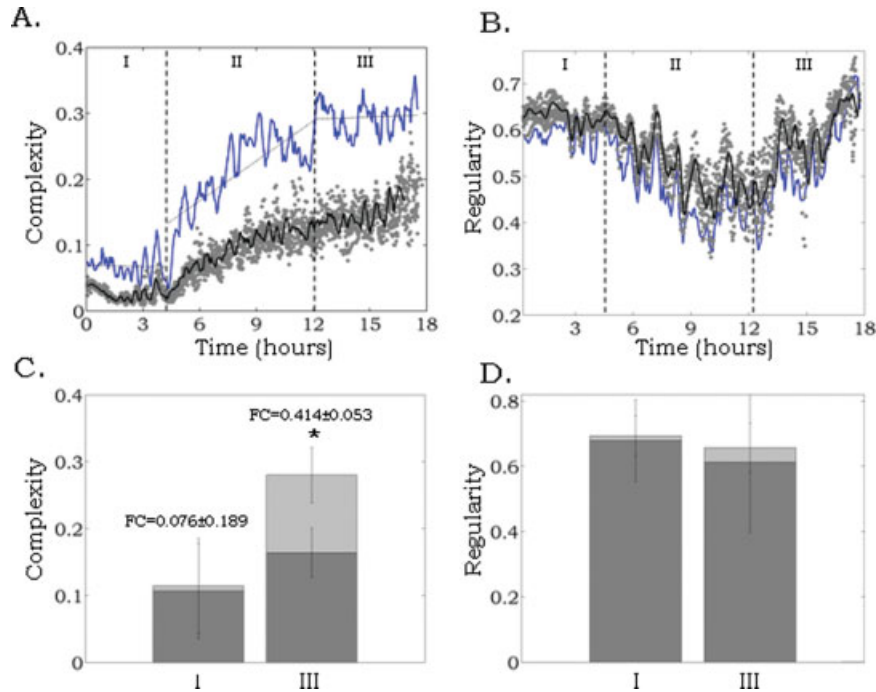 A.
I II III
0.4
0.3
0.2
0.1
0
Complexity
0 3 6 9 12 15 18
Time (hours)
B.
I II III
0.7
0.6
0.5
0.4
0.3
0.2
Regularity
3 6 9 12 15 18
Time (hours)
C.
0.4
0.3
0.2
0.1
0
Complexity
FC=0.414±0.053
*
FC=0.076±0.189
I III
D.
0.8
0.6
0.4
0.2
0
Regularity
I III